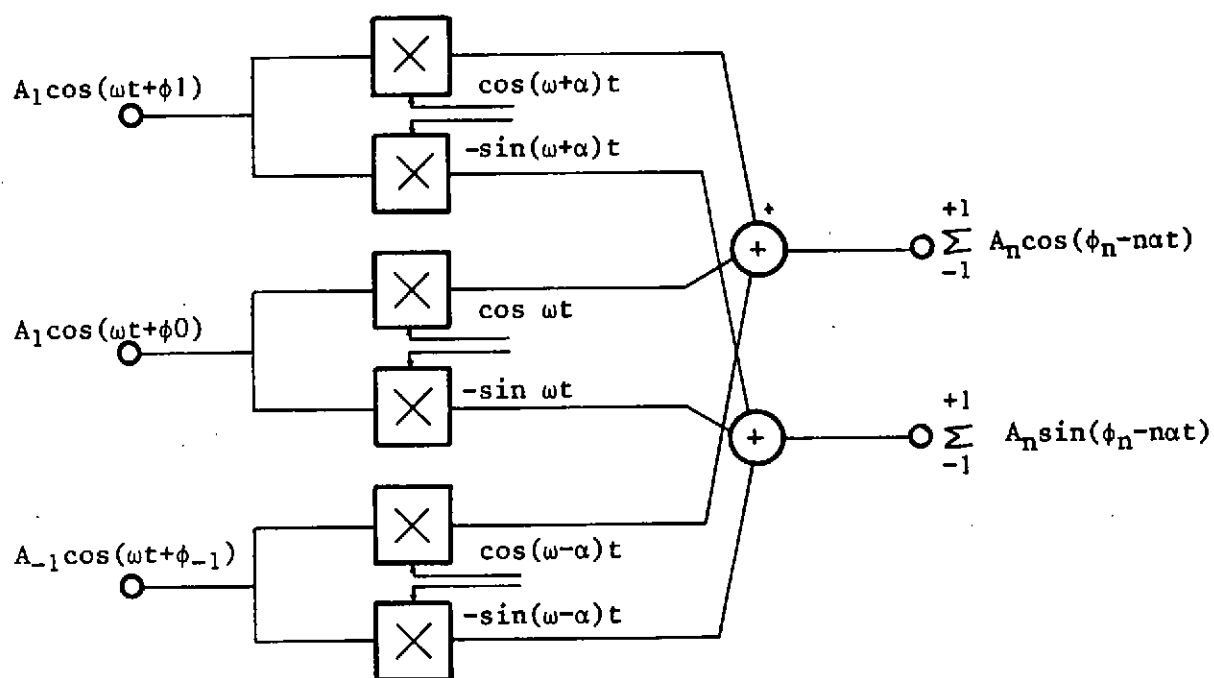 A₁cos(ωt+ϕ1)
cos(ω+α)t
-sin(ω+α)t
+
+1
Σ Aₙcos(ϕₙ-nαt)
-1
A₁cos(ωt+ϕ0)
cos ωt
-sin ωt
+
+1
Σ Aₙsin(ϕₙ-nαt)
-1
A₋₁cos(ωt+ϕ₋₁)
cos(ω-α)t
-sin(ω-α)t